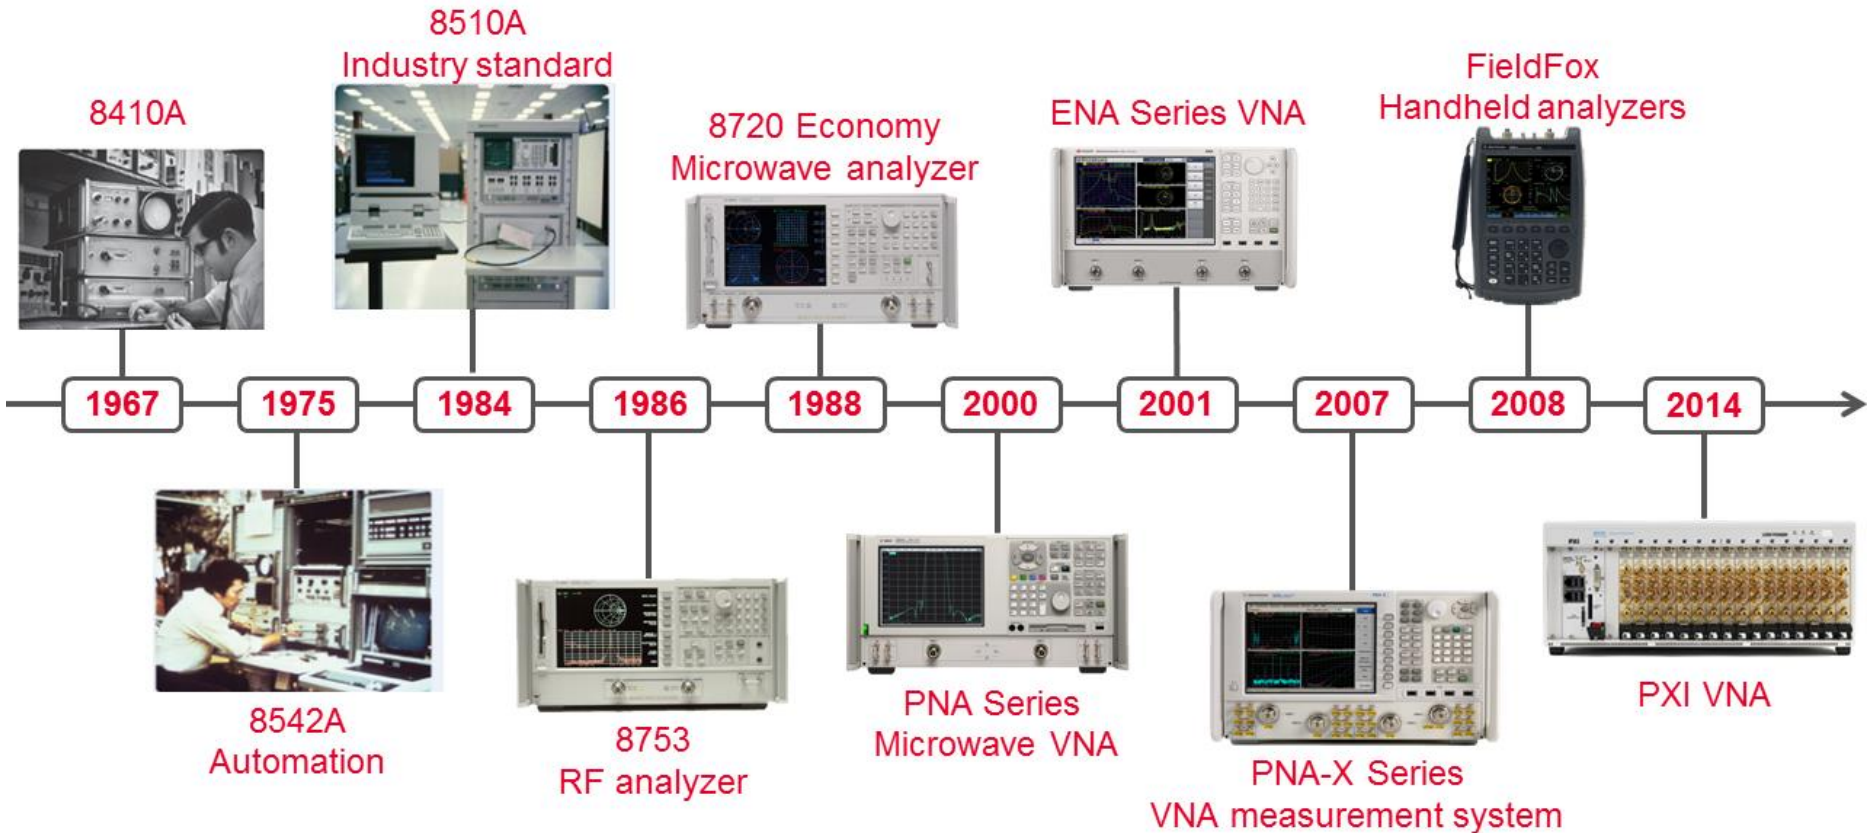 8410A
8510A
Industry standard
8720 Economy
Microwave analyzer
ENA Series VNA
FieldFox
Handheld analyzers
1967
1975
1984
1986
1988
2000
2001
2007
2008
2014
8542A
Automation
8753
RF analyzer
PNA Series
Microwave VNA
PNA-X Series
VNA measurement system
PXI VNA